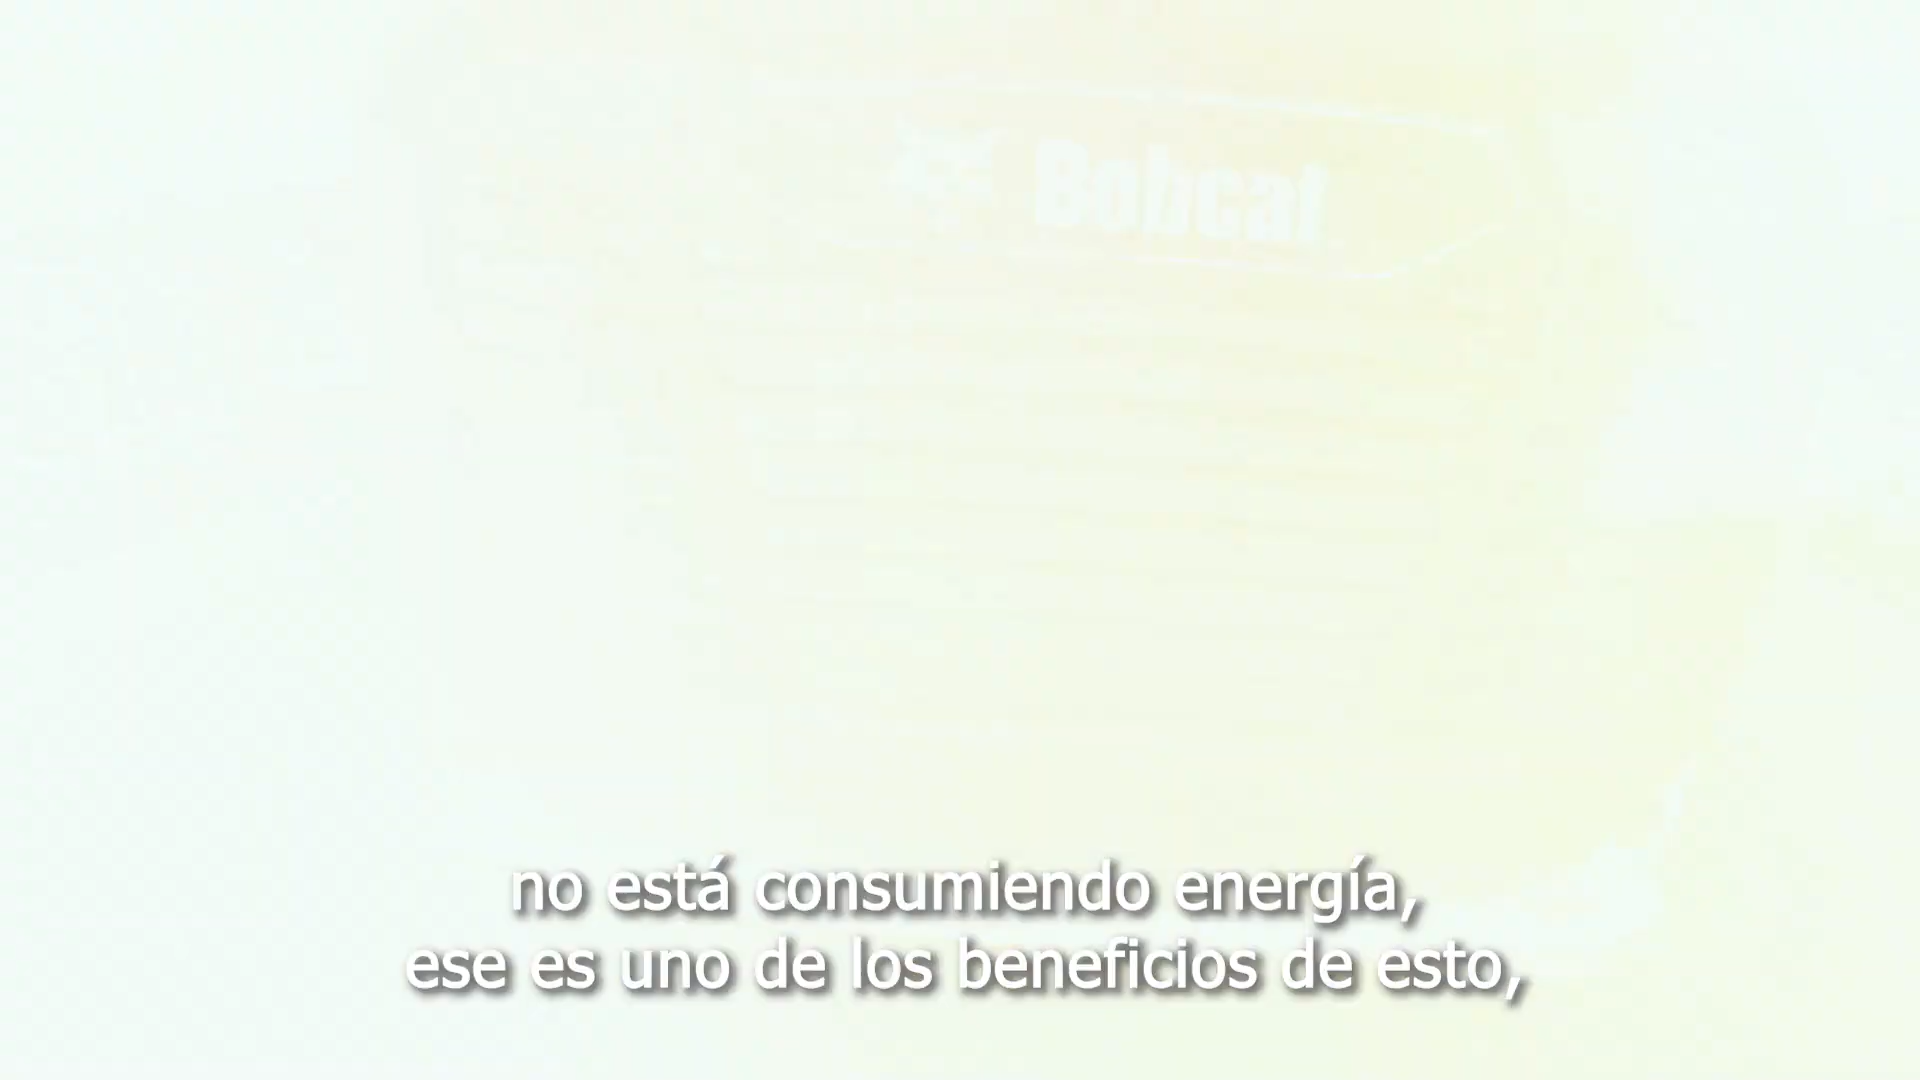 Bobcat
no está consumiendo energía,
ese es uno de los beneficios de esto,